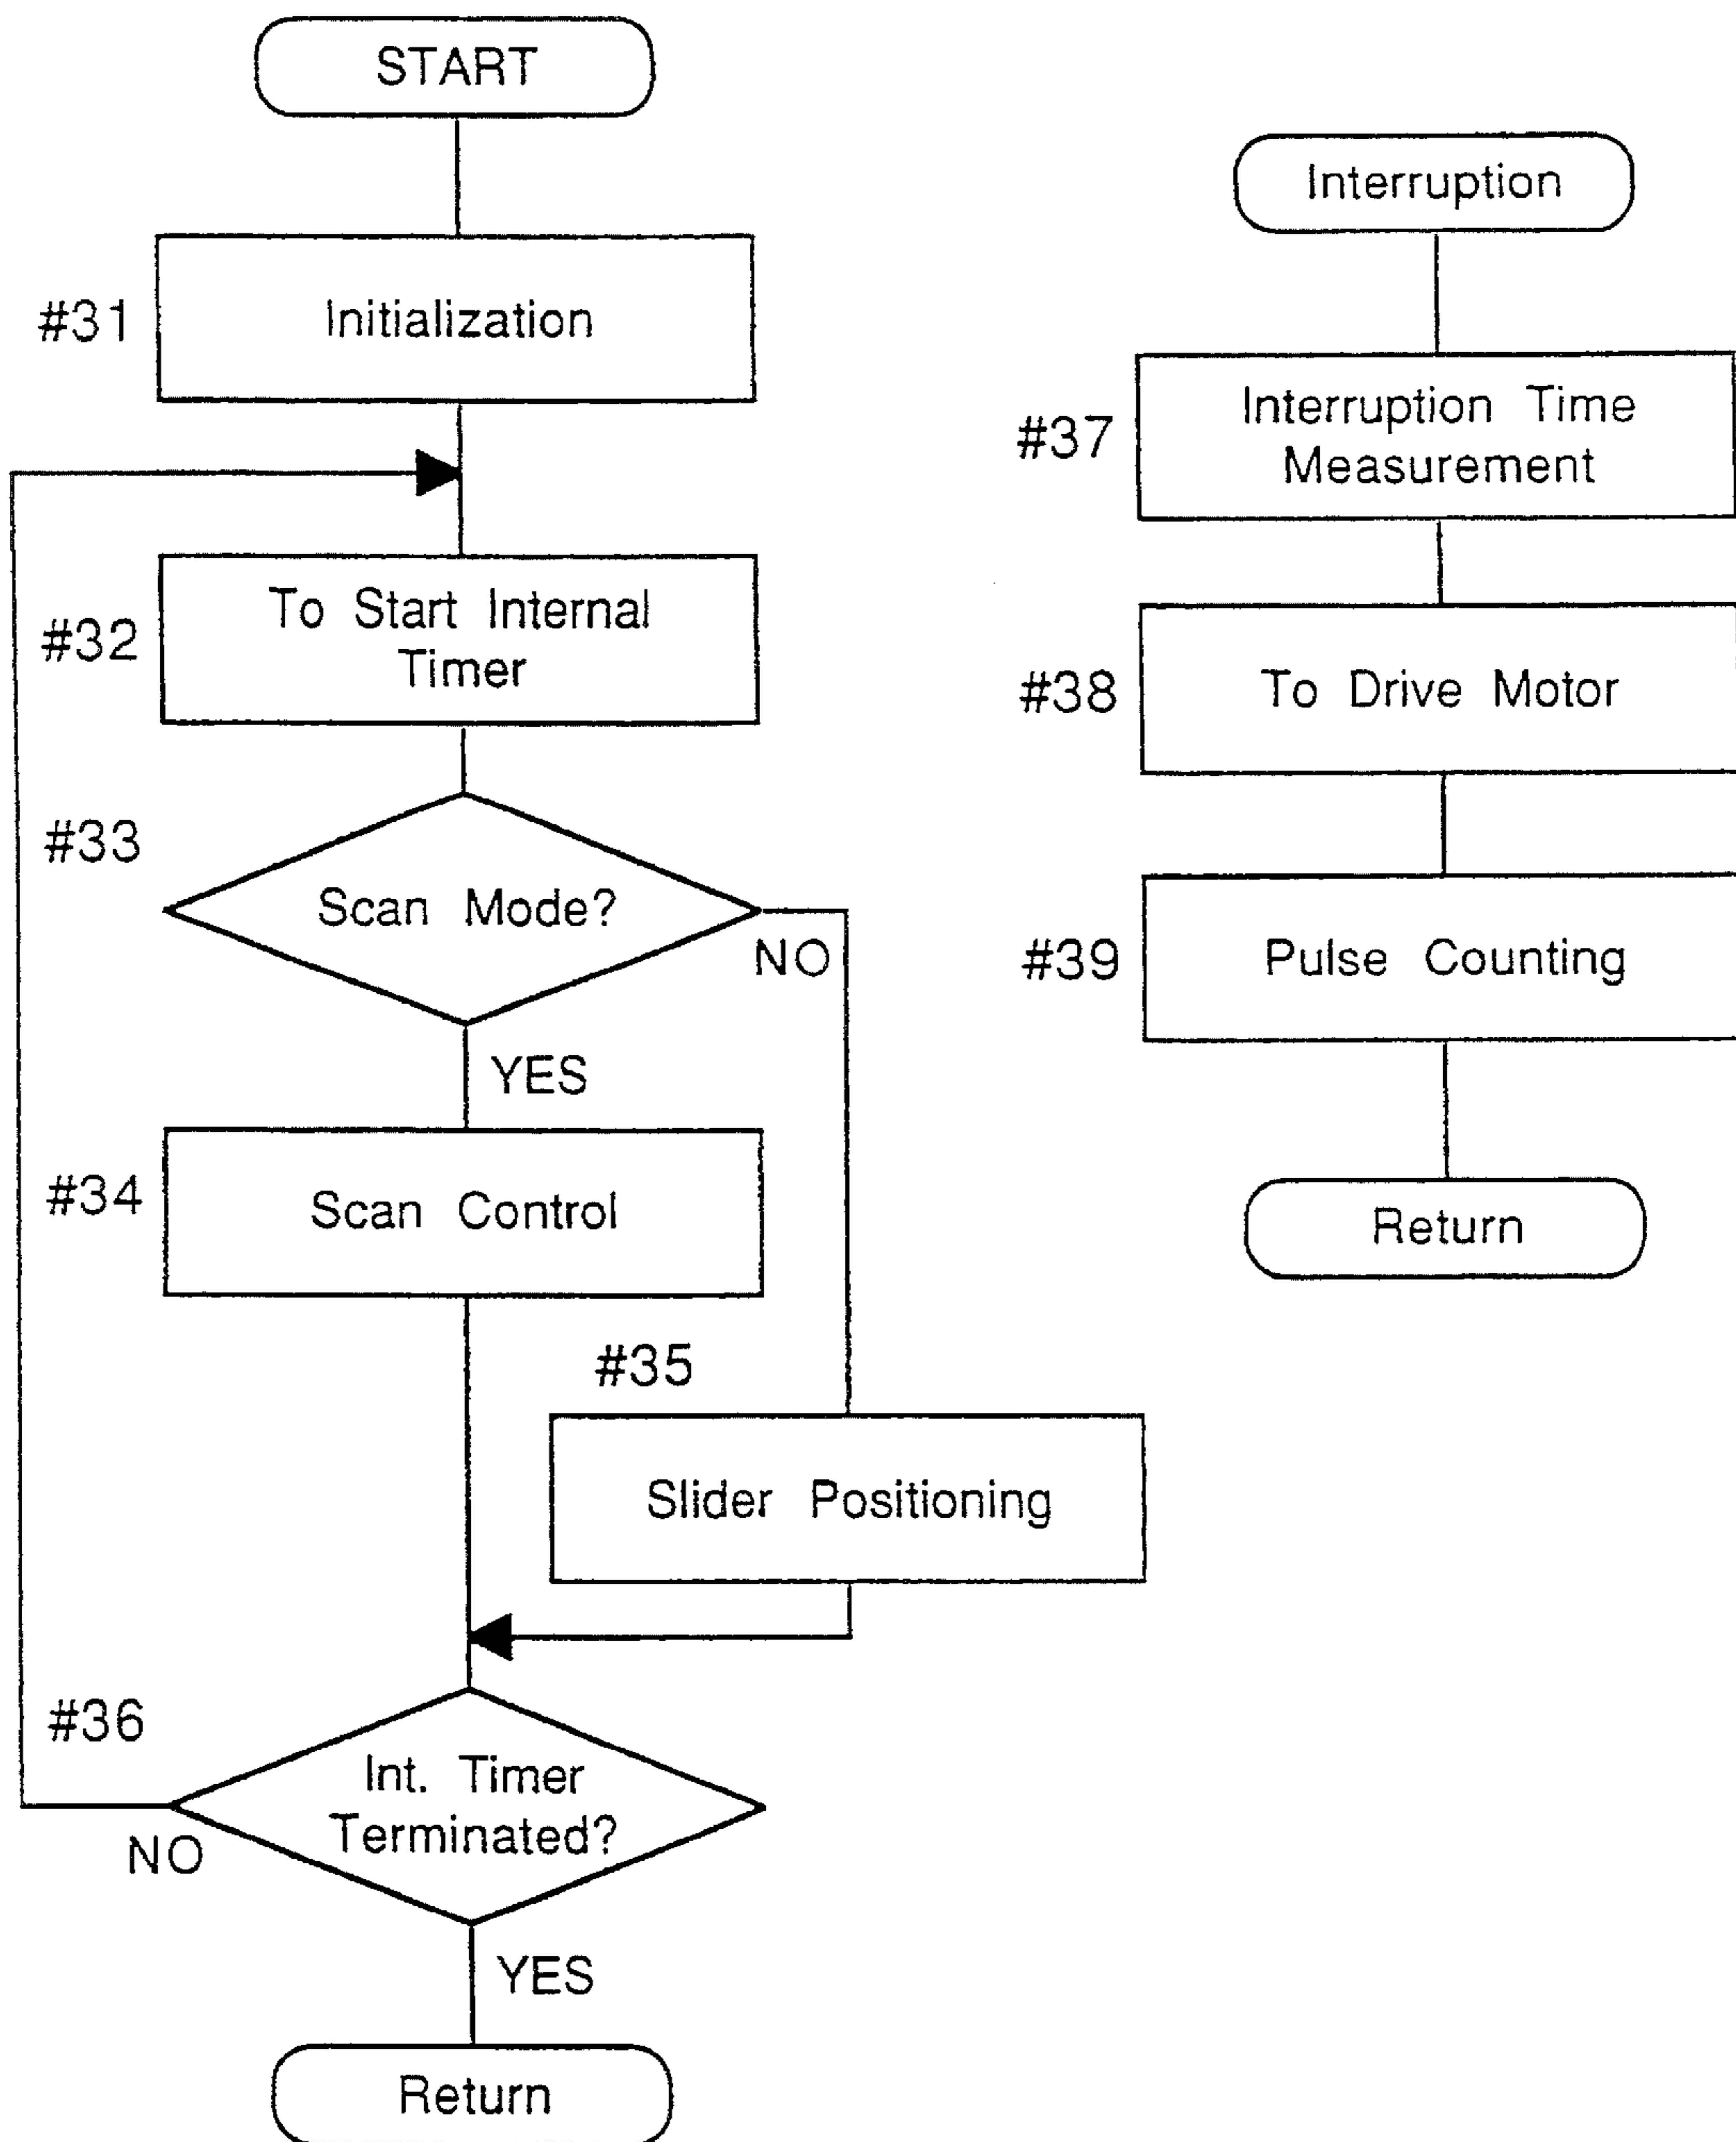 START
#31
Initialization
#32
To Start Internal
Timer
#33
Scan Mode?
NO
YES
#34
Scan Control
#35
Slider Positioning
#36
Int. Timer
Terminated?
NO
YES
Return
Interruption
#37
Interruption Time
Measurement
#38
To Drive Motor
#39
Pulse Counting
Return